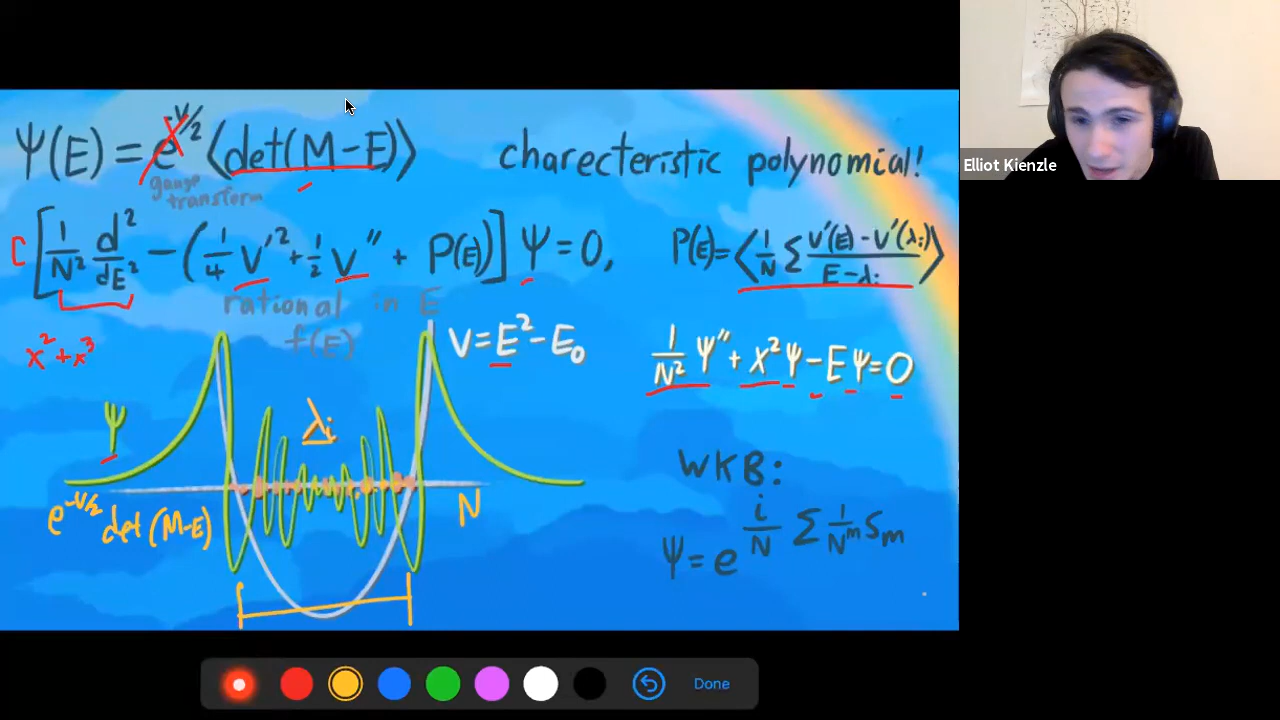 Ψ(E) = e^V/2 ⟨det(M-E)⟩ charecteristic polynomial!
gauge
transform
C [1/N² d²/dE² - (1/4 V'² + 1/2 V'' + P(E))] Ψ = 0, P(E) = ⟨1/N Σ V'(E) - V'(λi)/E - λi⟩
rational in E
f(E)
x² + x³
V = E² - E₀
1/N² Ψ'' + x²Ψ - EΨ = 0
Ψ
λi
WKB:
e^-V/2 det(M-E)
N
Ψ = e^i/N Σ 1/N^m Sm
Elliot Kienzle
Done